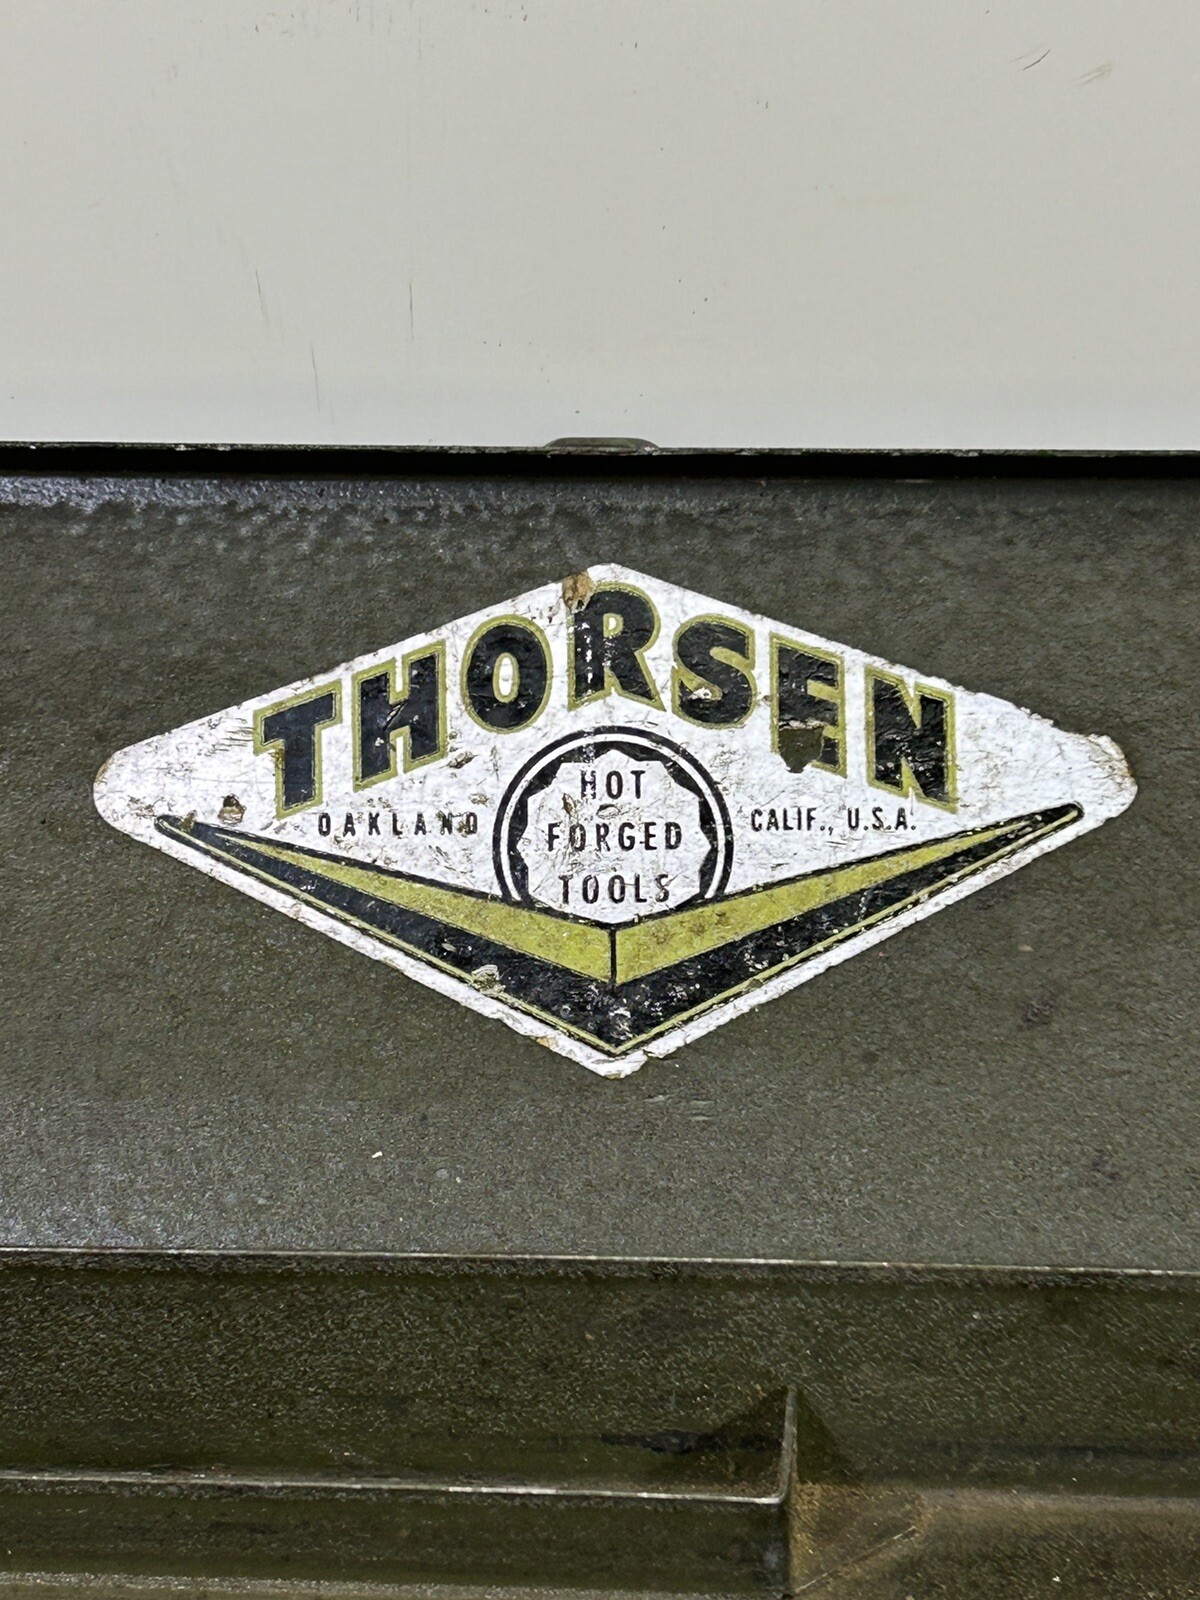 THORSEN
OAKLAND
HOT
FORGED
TOOLS
CALIF., U.S.A.